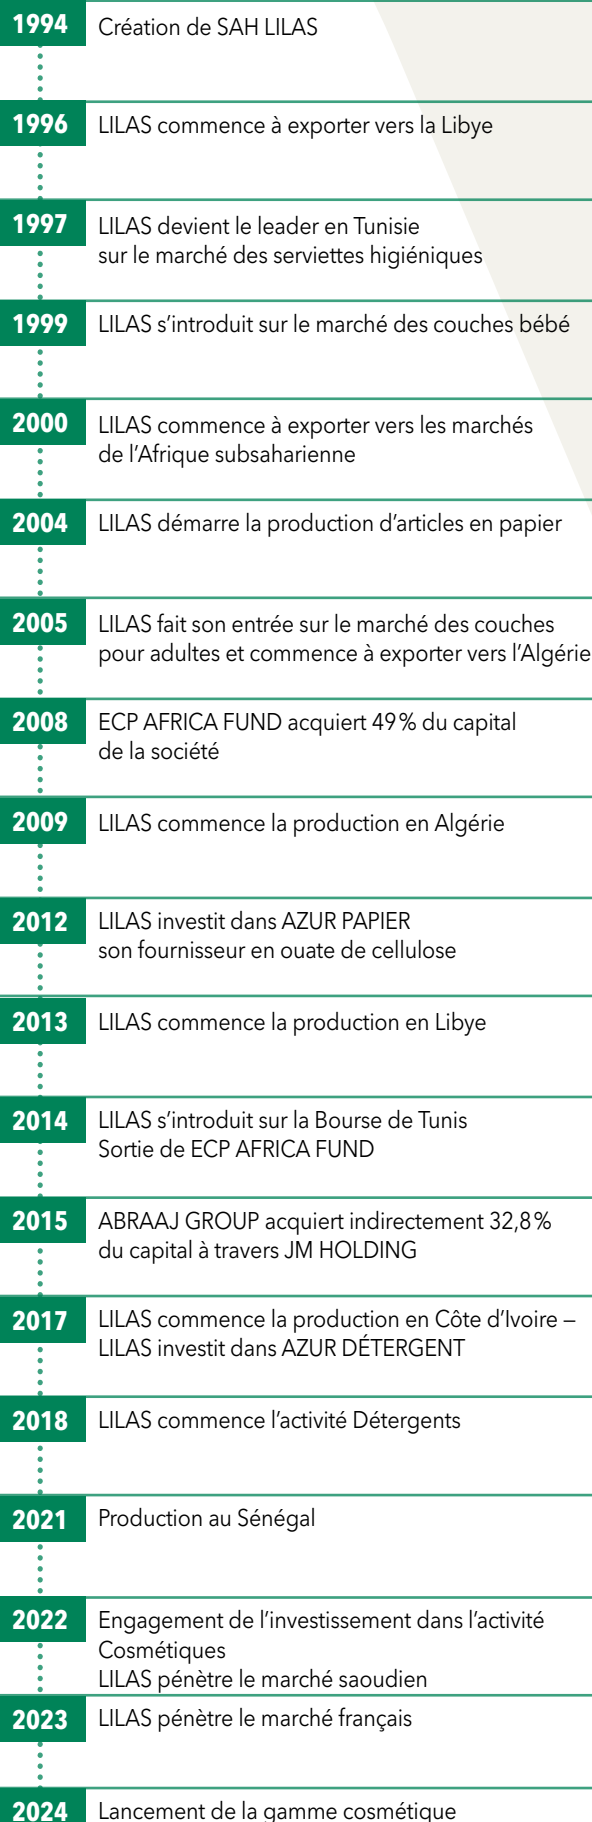 1994
Création de SAH LILAS
1996
LILAS commence à exporter vers la Libye
1997
LILAS devient le leader en Tunisie
sur le marché des serviettes higiéniques
1999
LILAS s’introduit sur le marché des couches bébé
2000
LILAS commence à exporter vers les marchés
de l’Afrique subsaharienne
2004
LILAS démarre la production d’articles en papier
2005
LILAS fait son entrée sur le marché des couches
pour adultes et commence à exporter vers l’Algérie
2008
ECP AFRICA FUND acquiert 49 % du capital
de la société
2009
LILAS commence la production en Algérie
2012
LILAS investit dans AZUR PAPIER
son fournisseur en ouate de cellulose
2013
LILAS commence la production en Libye
2014
LILAS s’introduit sur la Bourse de Tunis
Sortie de ECP AFRICA FUND
2015
ABRAAJ GROUP acquiert indirectement 32,8 %
du capital à travers JM HOLDING
2017
LILAS commence la production en Côte d’Ivoire –
LILAS investit dans AZUR DÉTERGENT
2018
LILAS commence l’activité Détergents
2021
Production au Sénégal
2022
Engagement de l’investissement dans l’activité
Cosmétiques
LILAS pénètre le marché saoudien
2023
LILAS pénètre le marché français
2024
Lancement de la gamme cosmétique